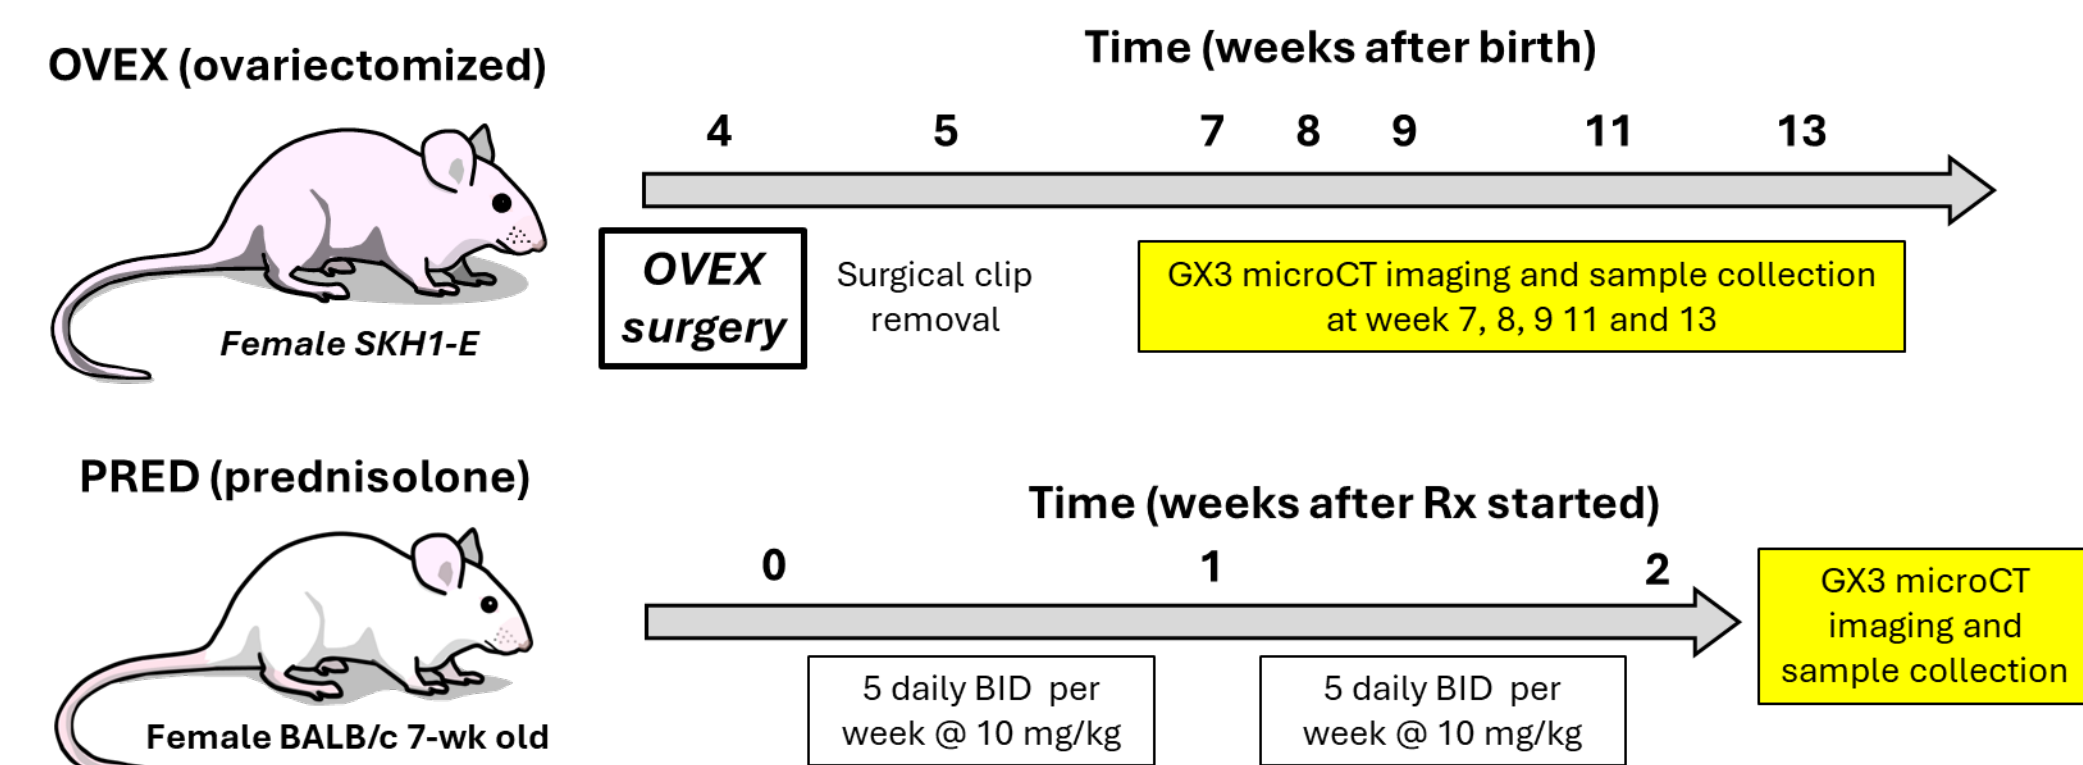 OVEX (ovariectomized)
Female SKH1-E
Time (weeks after birth)
4 5 7 8 9 11 13
OVEX
surgery
Surgical clip
removal
GX3 microCT imaging and sample collection
at week 7, 8, 9 11 and 13
PRED (prednisolone)
Female BALB/c 7-wk old
Time (weeks after Rx started)
0 1 2
5 daily BID per
week @ 10 mg/kg
5 daily BID per
week @ 10 mg/kg
GX3 microCT
imaging and
sample collection